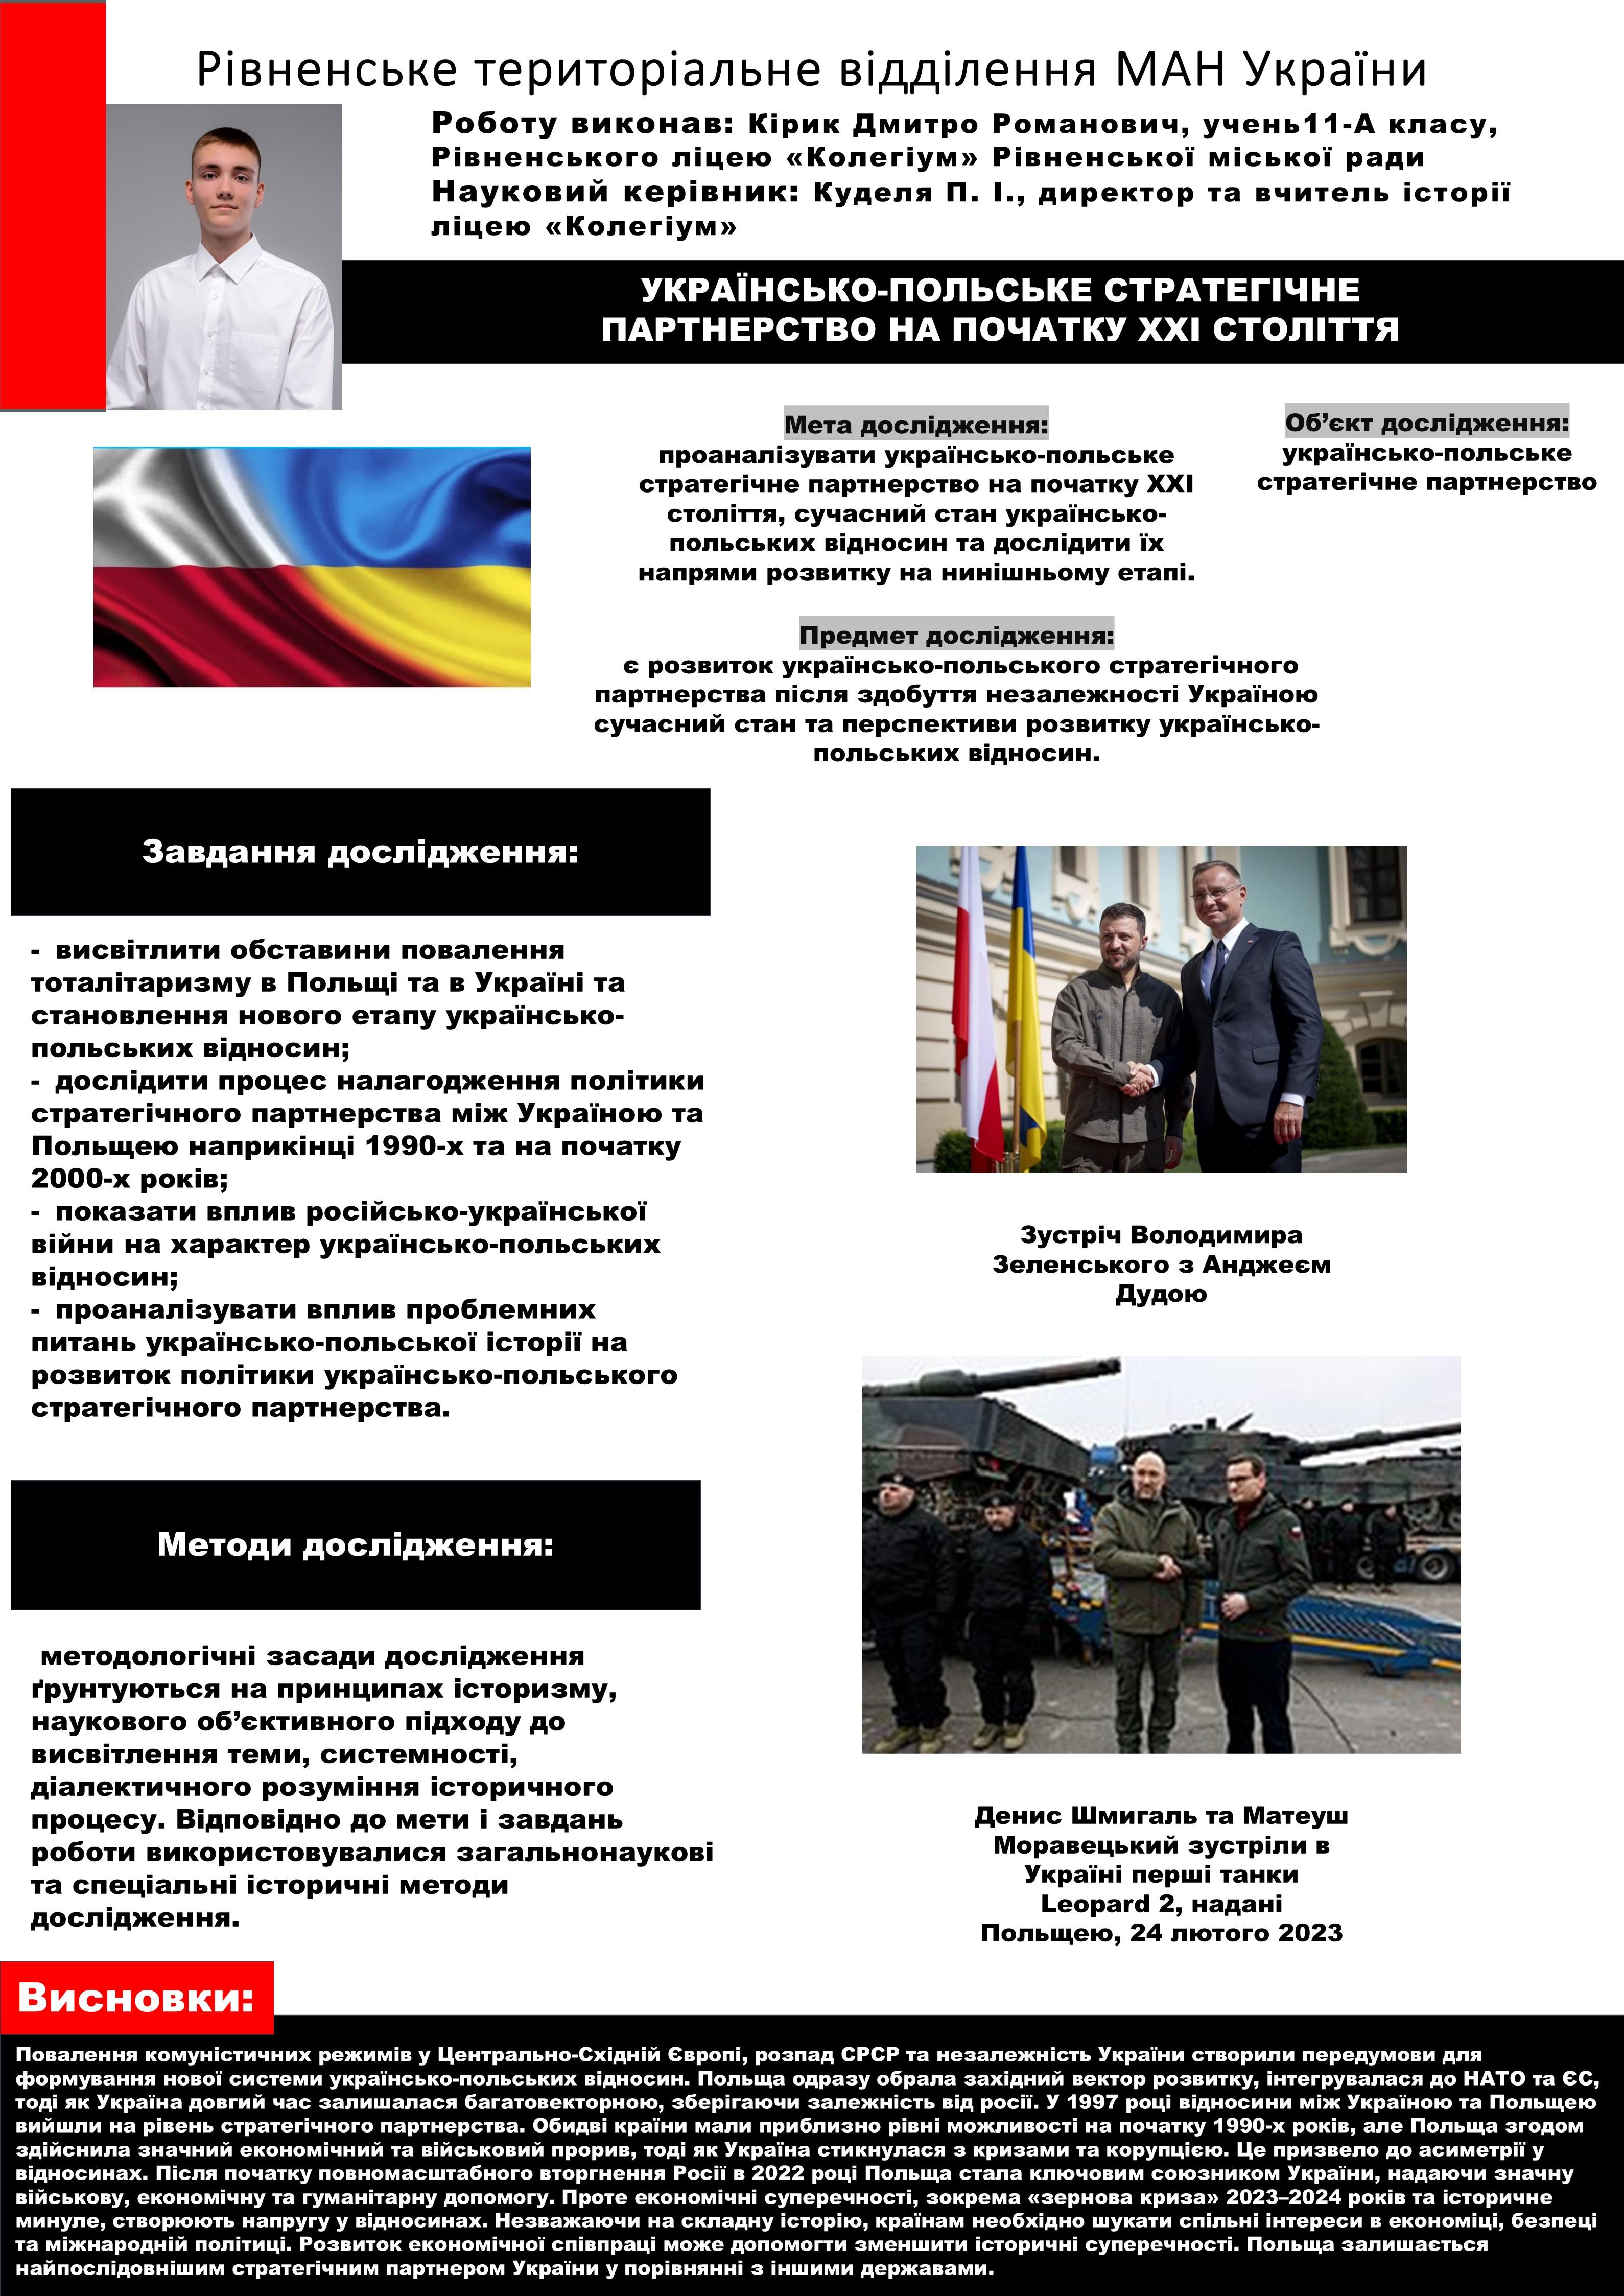 Рівненське територіальне відділення МАН України
Роботу виконав: Кірик Дмитро Романович, учень11-А класу,
Рівненського ліцею «Колегіум» Рівненської міської ради
Науковий керівник: Куделя П. І., директор та вчитель історії
ліцею «Колегіум»
УКРАЇНСЬКО-ПОЛЬСЬКЕ СТРАТЕГІЧНЕ
ПАРТНЕРСТВО НА ПОЧАТКУ ХХІ СТОЛІТТЯ
Мета дослідження:
проаналізувати українсько-польське
стратегічне партнерство на початку ХХІ
століття, сучасний стан українсько-
польських відносин та дослідити їх
напрями розвитку на нинішньому етапі.
Об’єкт дослідження:
українсько-польське
стратегічне партнерство
Предмет дослідження:
є розвиток українсько-польського стратегічного
партнерства після здобуття незалежності Україною
сучасний стан та перспективи розвитку українсько-
польських відносин.
Завдання дослідження:
- висвітлити обставини повалення
тоталітаризму в Польщі та в Україні та
становлення нового етапу українсько-
польських відносин;
- дослідити процес налагодження політики
стратегічного партнерства між Україною та
Польщею наприкінці 1990-х та на початку
2000-х років;
- показати вплив російсько-української
війни на характер українсько-польських
відносин;
- проаналізувати вплив проблемних
питань українсько-польської історії на
розвиток політики українсько-польського
стратегічного партнерства.
Зустріч Володимира
Зеленського з Анджеєм
Дудою
Методи дослідження:
методологічні засади дослідження
ґрунтуються на принципах історизму,
наукового об’єктивного підходу до
висвітлення теми, системності,
діалектичного розуміння історичного
процесу. Відповідно до мети і завдань
роботи використовувалися загальнонаукові
та спеціальні історичні методи
дослідження.
Денис Шмигаль та Матеуш
Моравецький зустріли в
Україні перші танки
Leopard 2, надані
Польщею, 24 лютого 2023
Висновки:
Повалення комуністичних режимів у Центрально-Східній Європі, розпад СРСР та незалежність України створили передумови для
формування нової системи українсько-польських відносин. Польща одразу обрала західний вектор розвитку, інтегрувалася до НАТО та ЄС,
тоді як Україна довгий час залишалася багатовекторною, зберігаючи залежність від росії. У 1997 році відносини між Україною та Польщею
вийшли на рівень стратегічного партнерства. Обидві країни мали приблизно рівні можливості на початку 1990-х років, але Польща згодом
здійснила значний економічний та військовий прорив, тоді як Україна стикнулася з кризами та корупцією. Це призвело до асиметрії у
відносинах. Після початку повномасштабного вторгнення Росії в 2022 році Польща стала ключовим союзником України, надаючи значну
військову, економічну та гуманітарну допомогу. Проте економічні суперечності, зокрема «зернова криза» 2023–2024 років та історичне
минуле, створюють напругу у відносинах. Незважаючи на складну історію, країнам необхідно шукати спільні інтереси в економіці, безпеці
та міжнародній політиці. Розвиток економічної співпраці може допомогти зменшити історичні суперечності. Польща залишається
найпослідовнішим стратегічним партнером України у порівнянні з іншими державами.